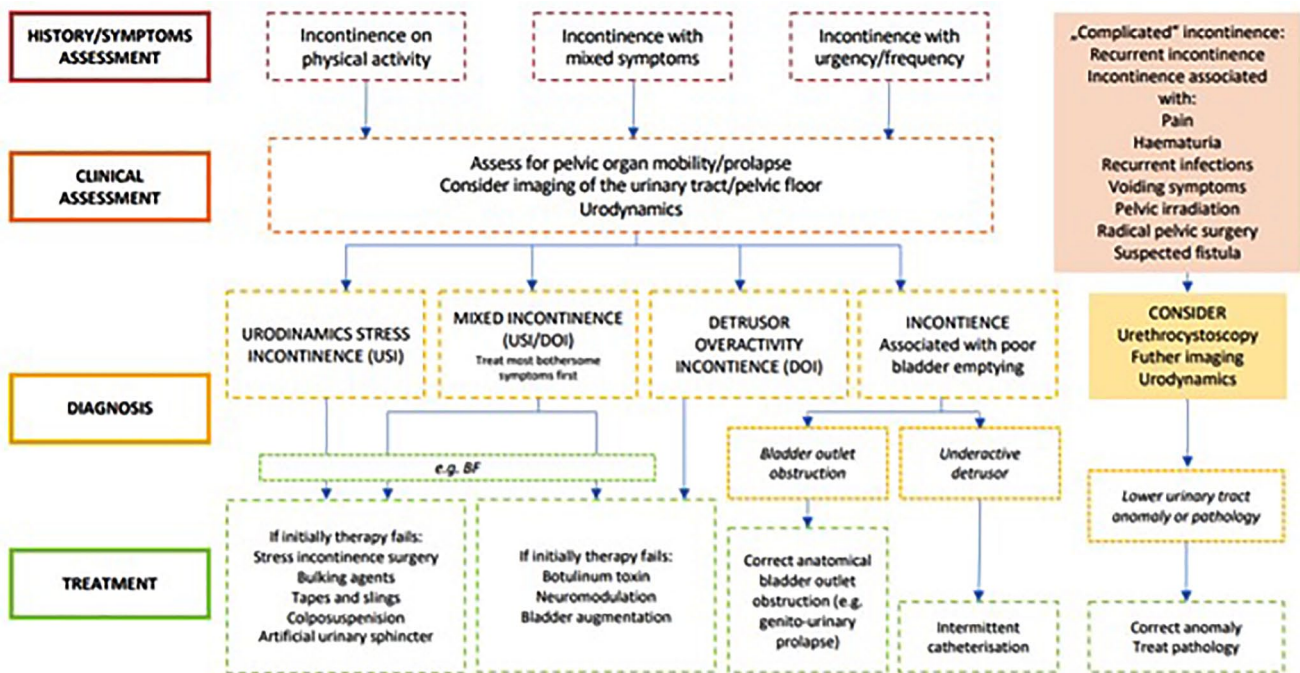 HISTORY/SYMPTOMS
ASSESSMENT
Incontinence on
physical activity
Incontinence with
mixed symptoms
Incontinence with
urgency/frequency
„Complicated" incontinence:
Recurrent incontinence
Incontinence associated
with:
Pain
Haematuria
Recurrent infections
Voiding symptoms
Pelvic irradiation
Radical pelvic surgery
Suspected fistula
CLINICAL
ASSESSMENT
Assess for pelvic organ mobility/prolapse
Consider imaging of the urinary tract/pelvic floor
Urodynamics
DIAGNOSIS
URODINAMICS STRESS
INCONTINENCE (USI)
MIXED INCONTINENCE
(USI/DOI)
Treat most bothersome
symptoms first
DETRUSOR
OVERACTIVITY
INCONTIENCE (DOI)
INCONTIENCE
Associated with poor
bladder emptying
CONSIDER
Urethrocystoscopy
Futher imaging
Urodynamics
e.g. BF
Bladder outlet
obstruction
Underactive
detrusor
Lower urinary tract
anomaly or pathology
TREATMENT
If initially therapy fails:
Stress incontinence surgery
Bulking agents
Tapes and slings
Colposuspenision
Artificial urinary sphincter
If initially therapy fails:
Botulinum toxin
Neuromodulation
Bladder augmentation
Correct anatomical
bladder outlet
obstruction (e.g.
genito-urinary
prolapse)
Intermittent
catheterisation
Correct anomaly
Treat pathology